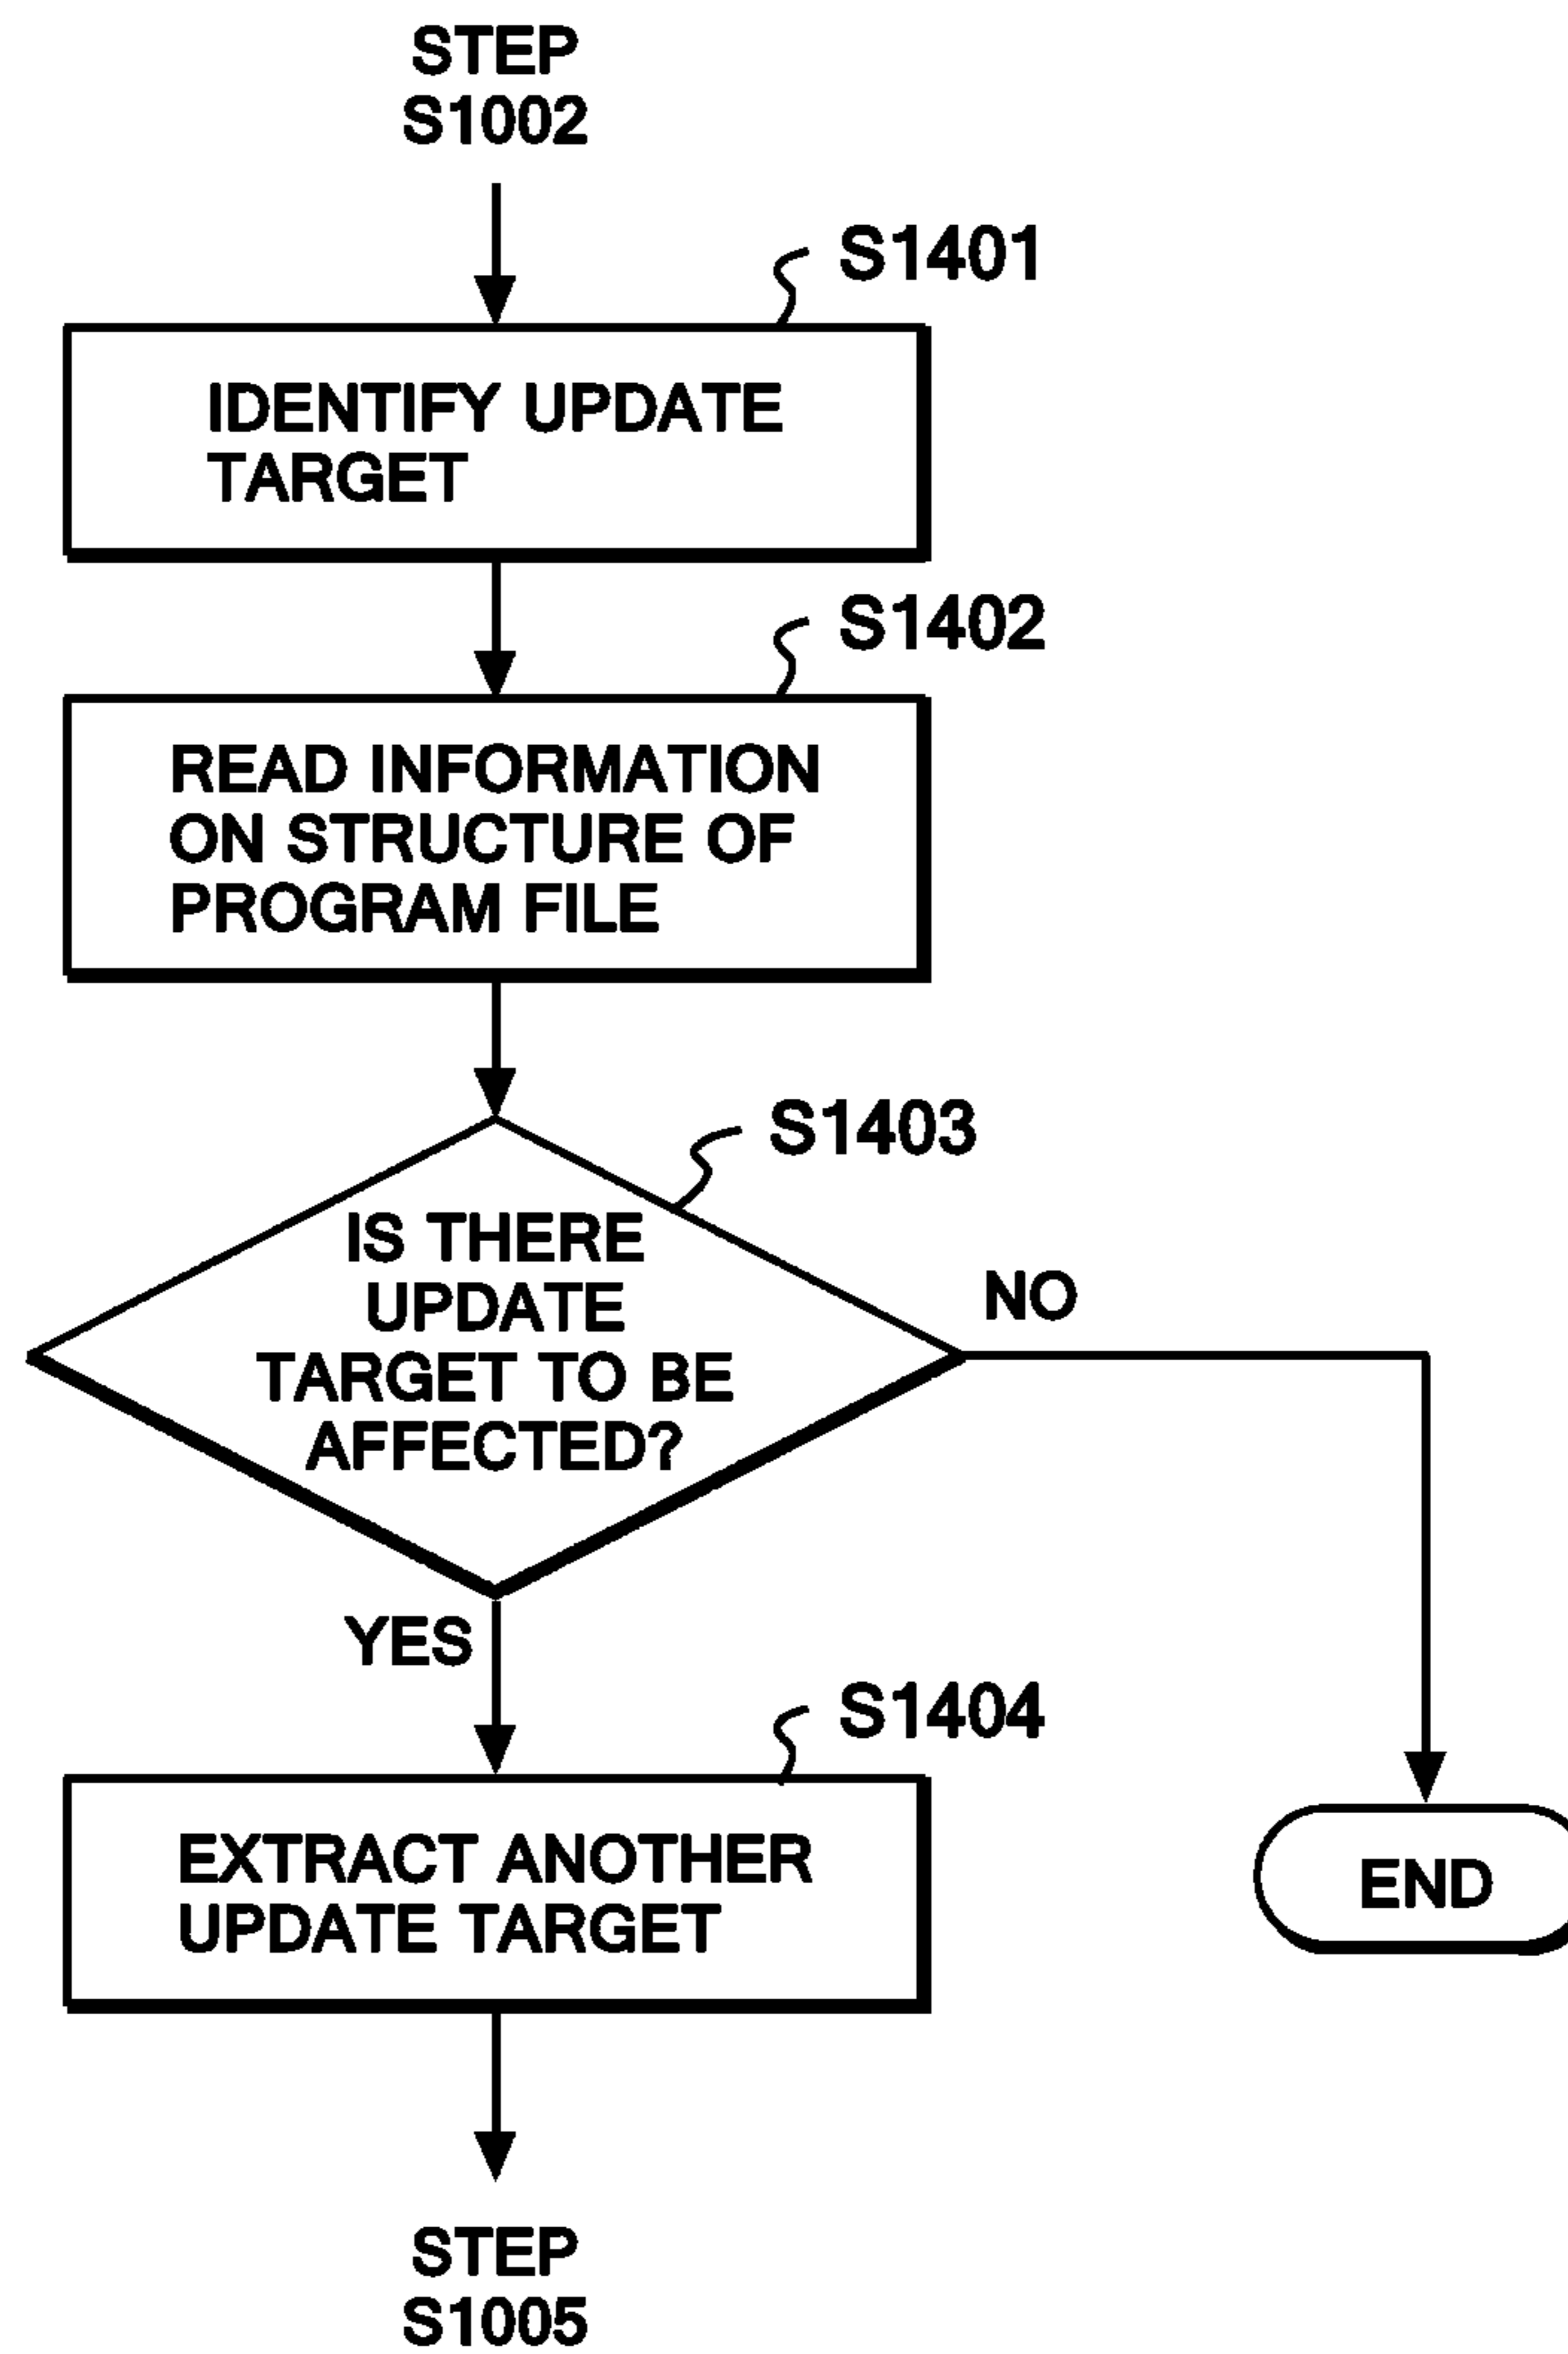 STEP
S1002
S1401
IDENTIFY UPDATE
TARGET
S1402
READ INFORMATION
ON STRUCTURE OF
PROGRAM FILE
S1403
IS THERE
UPDATE
TARGET TO BE
AFFECTED?
NO
YES
S1404
EXTRACT ANOTHER
UPDATE TARGET
END
STEP
S1005